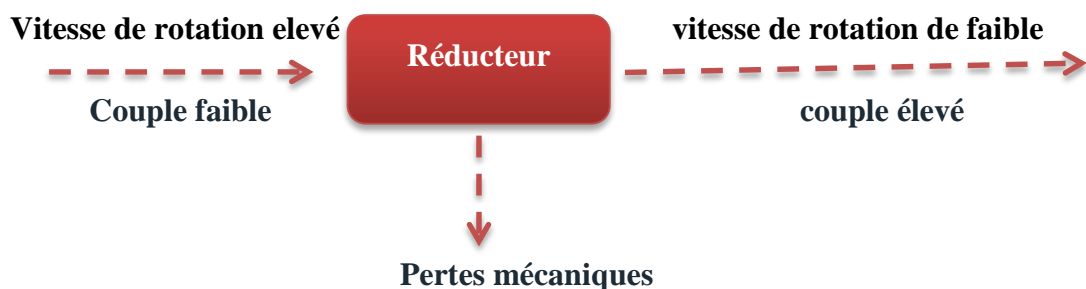 Vitesse de rotation elevé
Réducteur
vitesse de rotation de faible
Couple faible
couple élevé
Pertes mécaniques